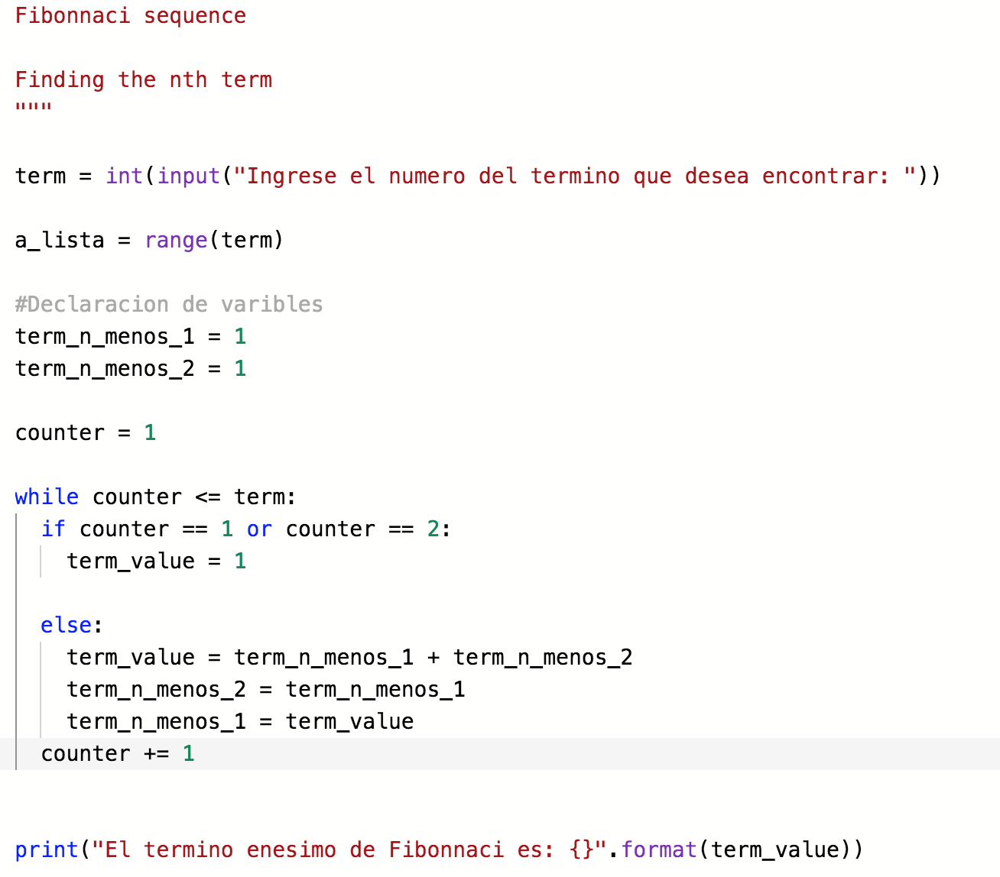 Fibonnaci sequence
Finding the nth term
"""
term = int(input("Ingrese el numero del termino que desea encontrar: "))
a_lista = range(term)
#Declaracion de varibles
term_n_menos_1 = 1
term_n_menos_2 = 1
counter = 1
while counter <= term:
  if counter == 1 or counter == 2:
    term_value = 1
  else:
    term_value = term_n_menos_1 + term_n_menos_2
    term_n_menos_2 = term_n_menos_1
    term_n_menos_1 = term_value
  counter += 1
print("El termino enesimo de Fibonnaci es: {}".format(term_value))